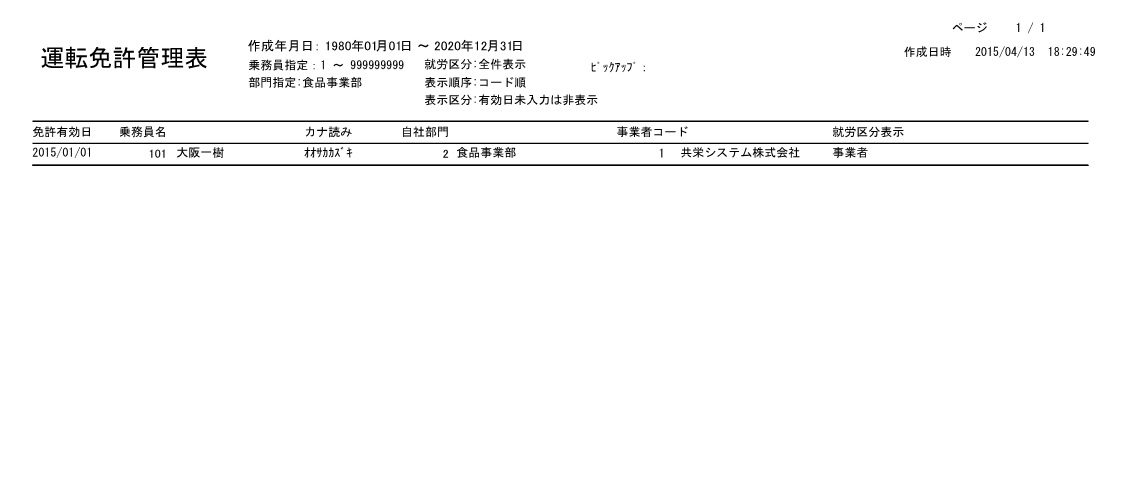 ページ 1 / 1
運転免許管理表
作成年月日: 1980年01月01日 ～ 2020年12月31日
作成日時 2015/04/13 18:29:49
乗務員指定 : 1 ～ 999999999 就労区分:全件表示 ﾋﾟｯｸｱｯﾌﾟ :
部門指定:食品事業部 表示順序:コード順
表示区分:有効日未入力は非表示
免許有効日 乗務員名 カナ読み 自社部門 事業者コード 就労区分表示
2015/01/01 101 大阪一樹 ｵｵｻｶｶｽﾞｷ 2 食品事業部 1 共栄システム株式会社 事業者